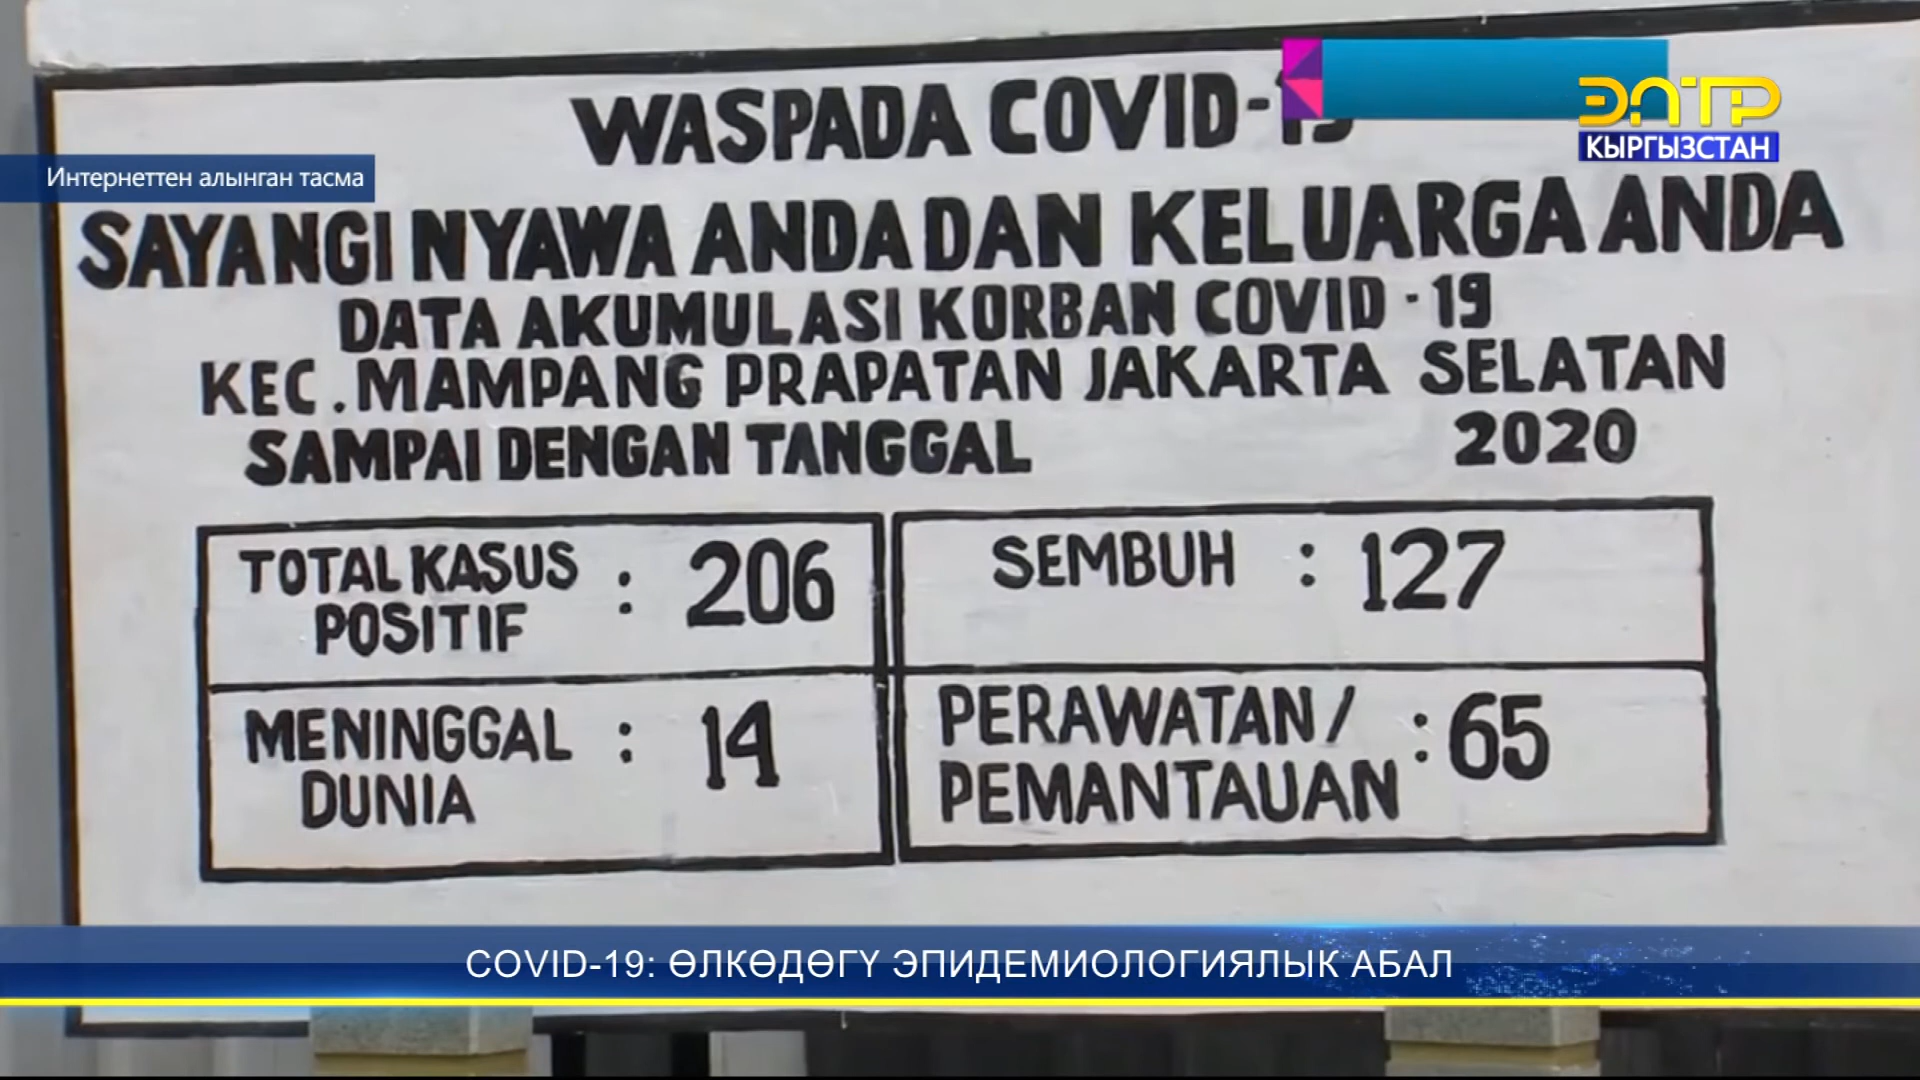 WASPADA COVID-19
ЭЛТР
КЫРГЫЗСТАН
Интернеттен алынган тасма
SAYANGI NYAWA ANDA DAN KELUARGA ANDA
DATA AKUMULASI KORBAN COVID - 19
KEC. MAMPANG PRAPATAN JAKARTA SELATAN
SAMPAI DENGAN TANGGAL 2020
TOTAL KASUS POSITIF : 206
SEMBUH : 127
MENINGGAL DUNIA : 14
PERAWATAN/ PEMANTAUAN : 65
COVID-19: ӨЛКӨДӨГҮ ЭПИДЕМИОЛОГИЯЛЫК АБАЛ